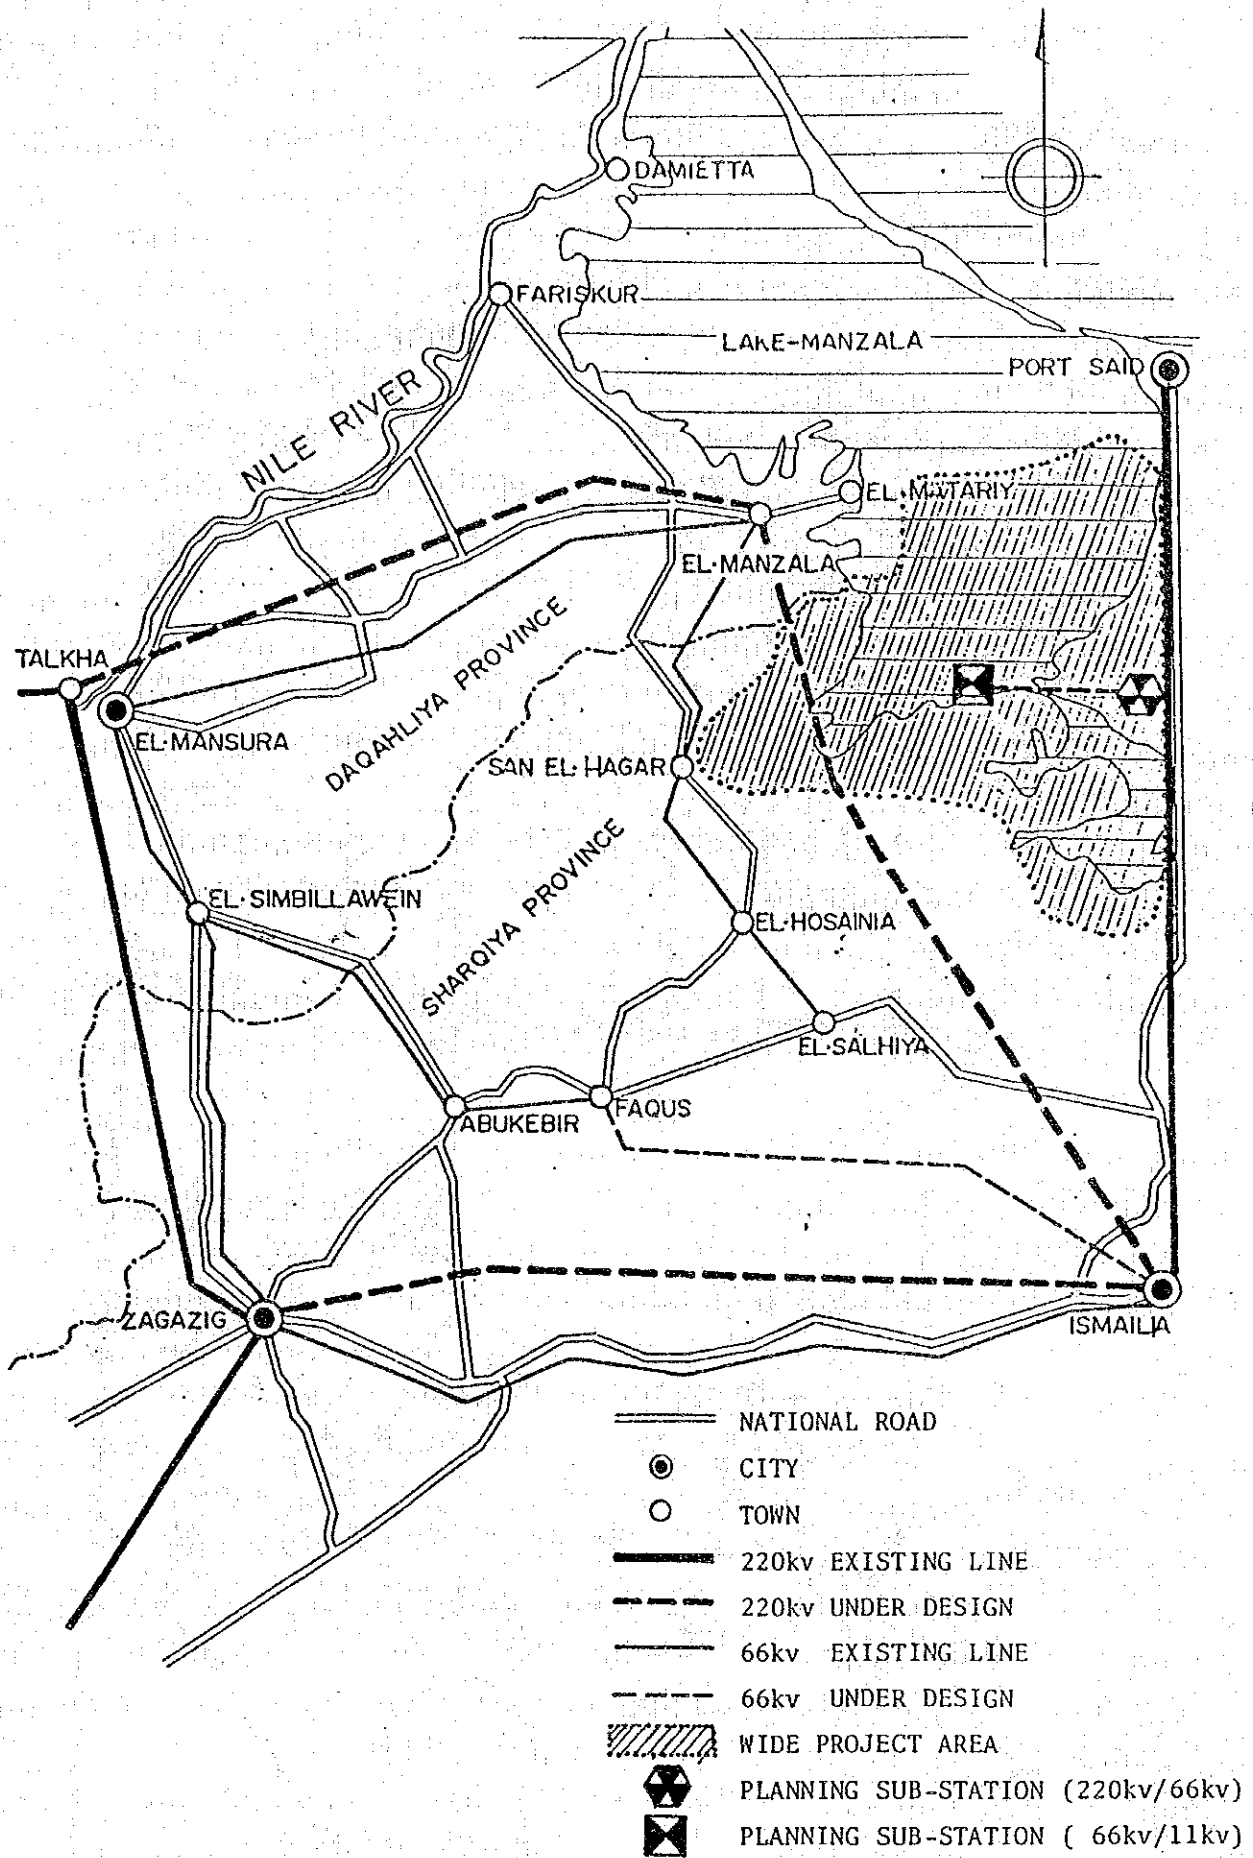 DAMIETTA
FARISKUR
LAKE-MANZALA
PORT SAID
NILE RIVER
EL·MATARIY
EL·MANZALA
TALKHA
EL·MANSURA
DAQAHLIYA PROVINCE
SAN EL·HAGAR
EL·SIMBILLAWEIN
SHARQIYA PROVINCE
EL·HOSAINIA
EL·SALHIYA
ABUKEBIR
FAQUS
ZAGAZIG
ISMAILIA
NATIONAL ROAD
CITY
TOWN
220kv EXISTING LINE
220kv UNDER DESIGN
66kv EXISTING LINE
66kv UNDER DESIGN
WIDE PROJECT AREA
PLANNING SUB-STATION (220kv/66kv)
PLANNING SUB-STATION ( 66kv/11kv)